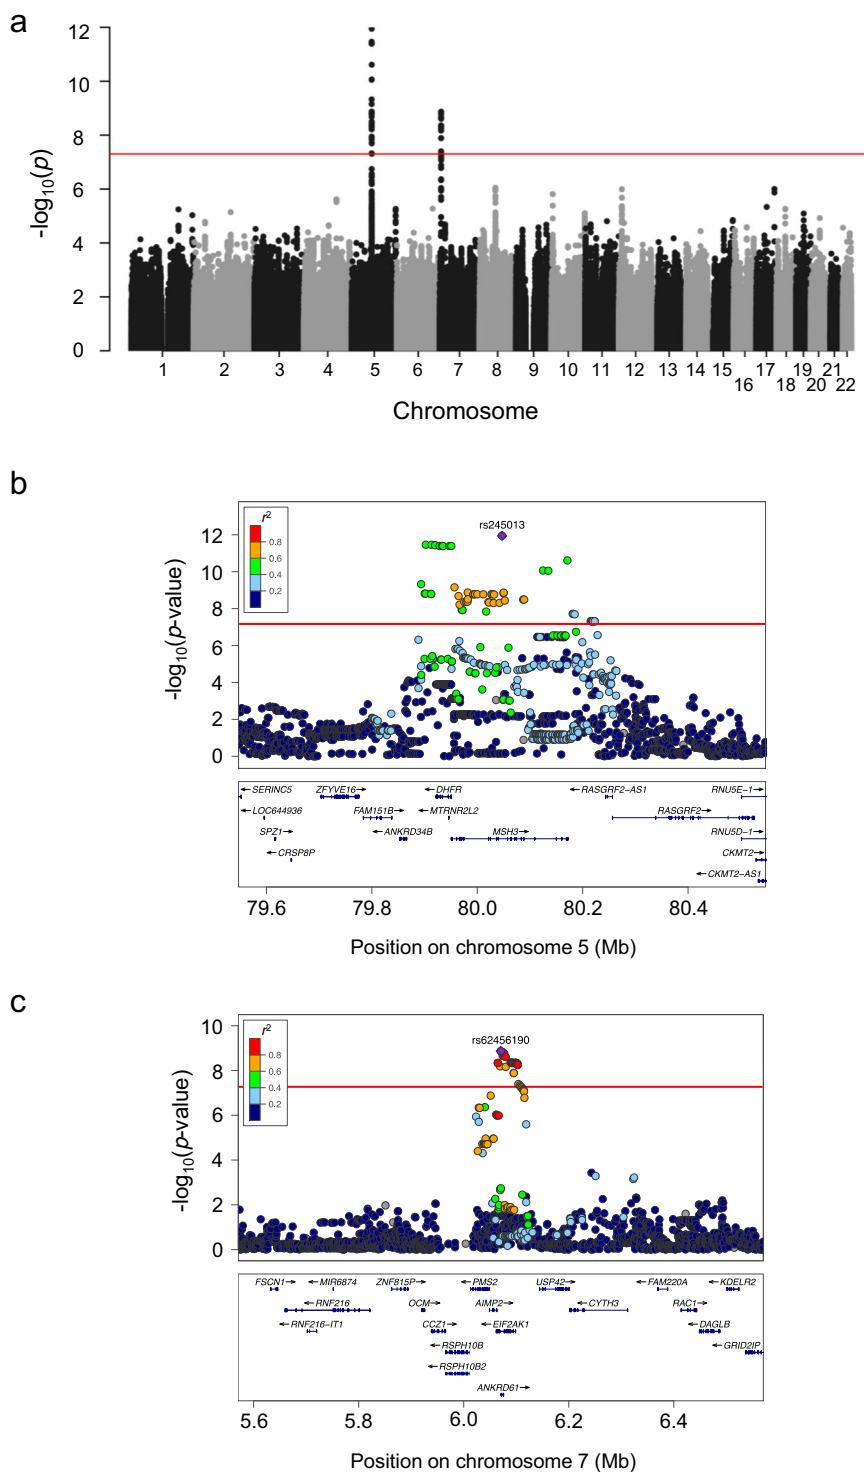 a
12
10
8
6
4
2
0
-log10(p)
1 2 3 4 5 6 7 8 9 10 11 12 13 14 15 16 17 18 19 20 21 22
Chromosome
b
r2
0.8
0.6
0.4
0.2
rs245013
12
10
8
6
4
2
0
-log10(p-value)
←SERINC5 ZFYVE16→ ←DHFR ←RASGRF2-AS1 RNU5E-1→
←LOC644936 FAM151B→ ←MTRNR2L2 RASGRF2→
SPZ1→ ←ANKRD34B MSH3→ RNU5D-1→
←CRSP8P CKMT2→
←CKMT2-AS1
79.6 79.8 80.0 80.2 80.4
Position on chromosome 5 (Mb)
c
r2
0.8
0.6
0.4
0.2
rs62456190
10
8
6
4
2
0
-log10(p-value)
FSCN1→ ←MIR6874 ZNF815P→ ←PMS2 USP42→ ←FAM220A ←KDELR2
←RNF216 OCM→ AIMP2→ ←CYTH3 RAC1→
←RNF216-IT1 CCZ1→ ←EIF2AK1 ←DAGLB
←RSPH10B ←GRID2IP
←RSPH10B2
ANKRD61→
5.6 5.8 6.0 6.2 6.4
Position on chromosome 7 (Mb)